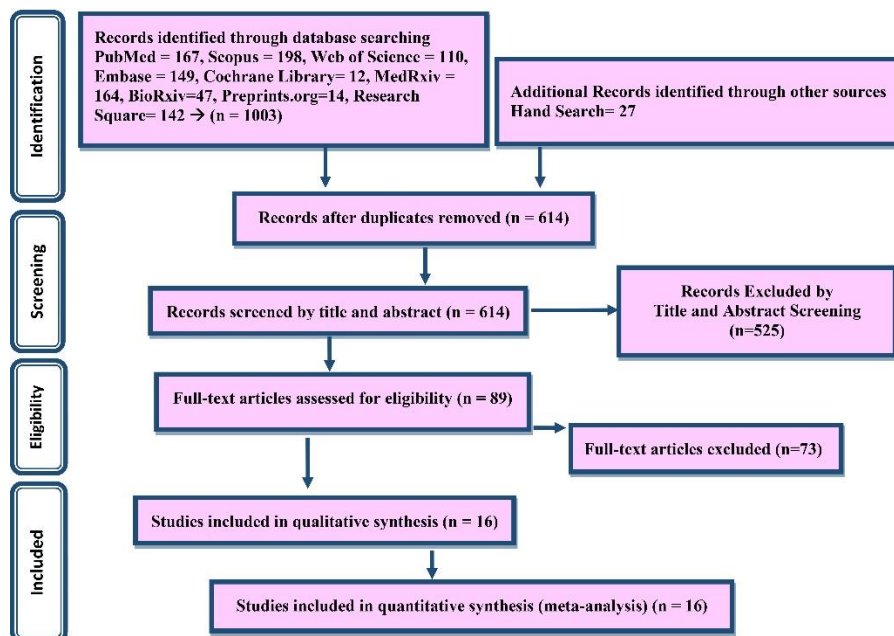 Identification
Records identified through database searching
PubMed = 167, Scopus = 198, Web of Science = 110,
Embase = 149, Cochrane Library= 12, MedRxiv =
164, BioRxiv=47, Preprints.org=14, Research
Square= 142 → (n = 1003)
Additional Records identified through other sources
Hand Search= 27
Records after duplicates removed (n = 614)
Screening
Records screened by title and abstract (n = 614)
Records Excluded by
Title and Abstract Screening
(n=525)
Eligibility
Full-text articles assessed for eligibility (n = 89)
Full-text articles excluded (n=73)
Included
Studies included in qualitative synthesis (n = 16)
Studies included in quantitative synthesis (meta-analysis) (n = 16)